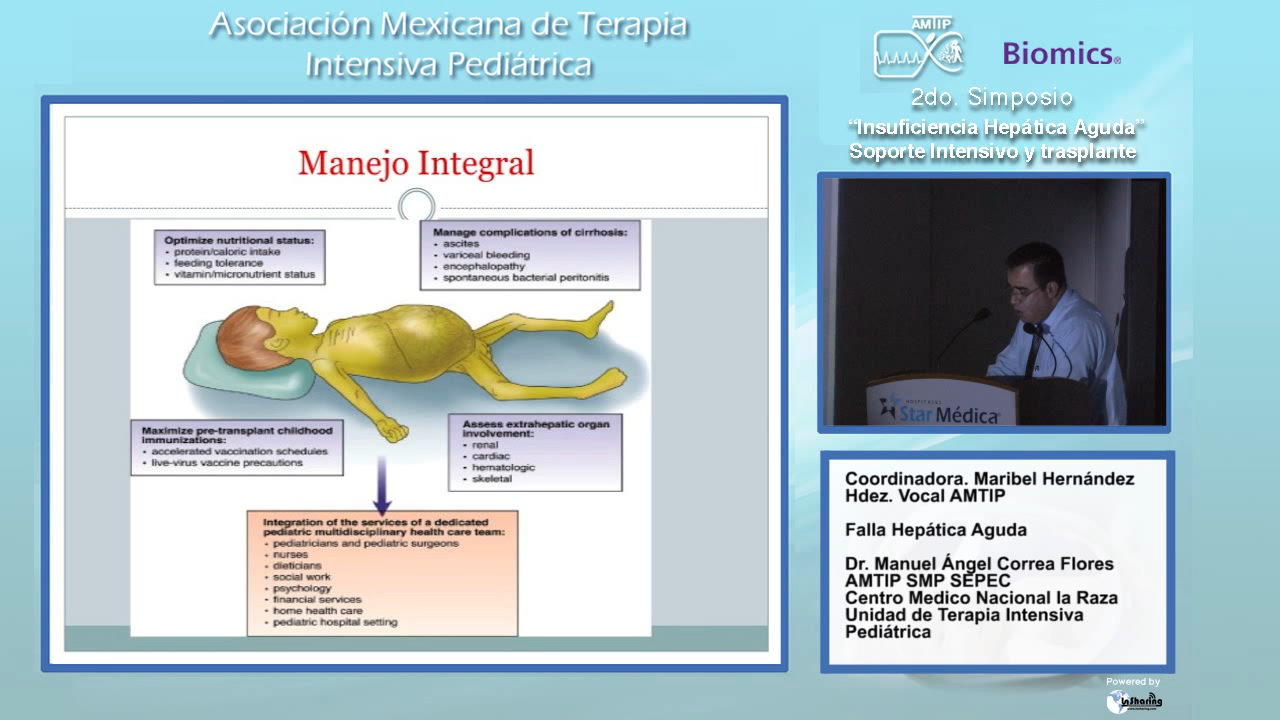 Asociación Mexicana de Terapia
Intensiva Pediátrica
AMTIP
Biomics®
2do. Simposio
“Insuficiencia Hepática Aguda”
Soporte Intensivo y trasplante
Manejo Integral
Optimize nutritional status:
• protein/caloric intake
• feeding tolerance
• vitamin/micronutrient status
Manage complications of cirrhosis:
• ascites
• variceal bleeding
• encephalopathy
• spontaneous bacterial peritonitis
Maximize pre-transplant childhood
immunizations:
• accelerated vaccination schedules
• live-virus vaccine precautions
Assess extrahepatic organ
involvement:
• renal
• cardiac
• hematologic
• skeletal
Integration of the services of a dedicated
pediatric multidisciplinary health care team:
• pediatricians and pediatric surgeons
• nurses
• dieticians
• social work
• psychology
• financial services
• home health care
• pediatric hospital setting
HOSPITALES
Star Médica
Coordinadora. Maribel Hernández
Hdez. Vocal AMTIP
Falla Hepática Aguda
Dr. Manuel Ángel Correa Flores
AMTIP SMP SEPEC
Centro Medico Nacional la Raza
Unidad de Terapia Intensiva
Pediátrica
Powered by
InSharing